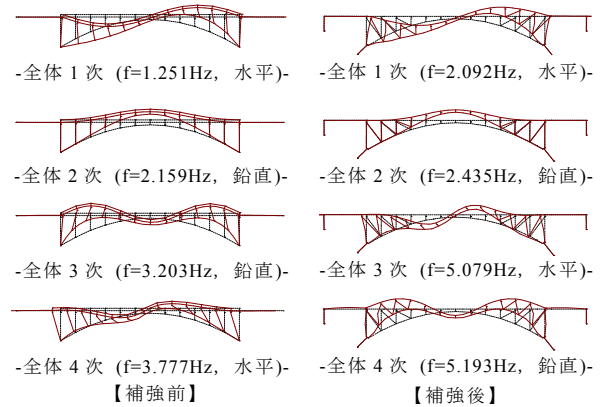 -全体 1 次 (f=1.251Hz, 水平)-
-全体 1 次 (f=2.092Hz, 水平)-
-全体 2 次 (f=2.159Hz, 鉛直)-
-全体 2 次 (f=2.435Hz, 鉛直)-
-全体 3 次 (f=3.203Hz, 鉛直)-
-全体 3 次 (f=5.079Hz, 水平)-
-全体 4 次 (f=3.777Hz, 水平)-
-全体 4 次 (f=5.193Hz, 鉛直)-
【補強前】
【補強後】